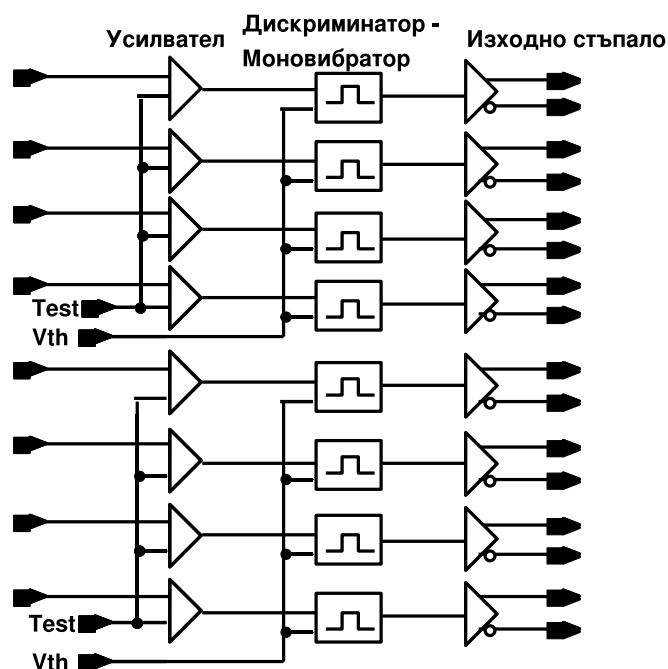 Дискриминатор -
Усилвател
Изходно стъпало
Моновибратор
Test
Vth
Test
Vth